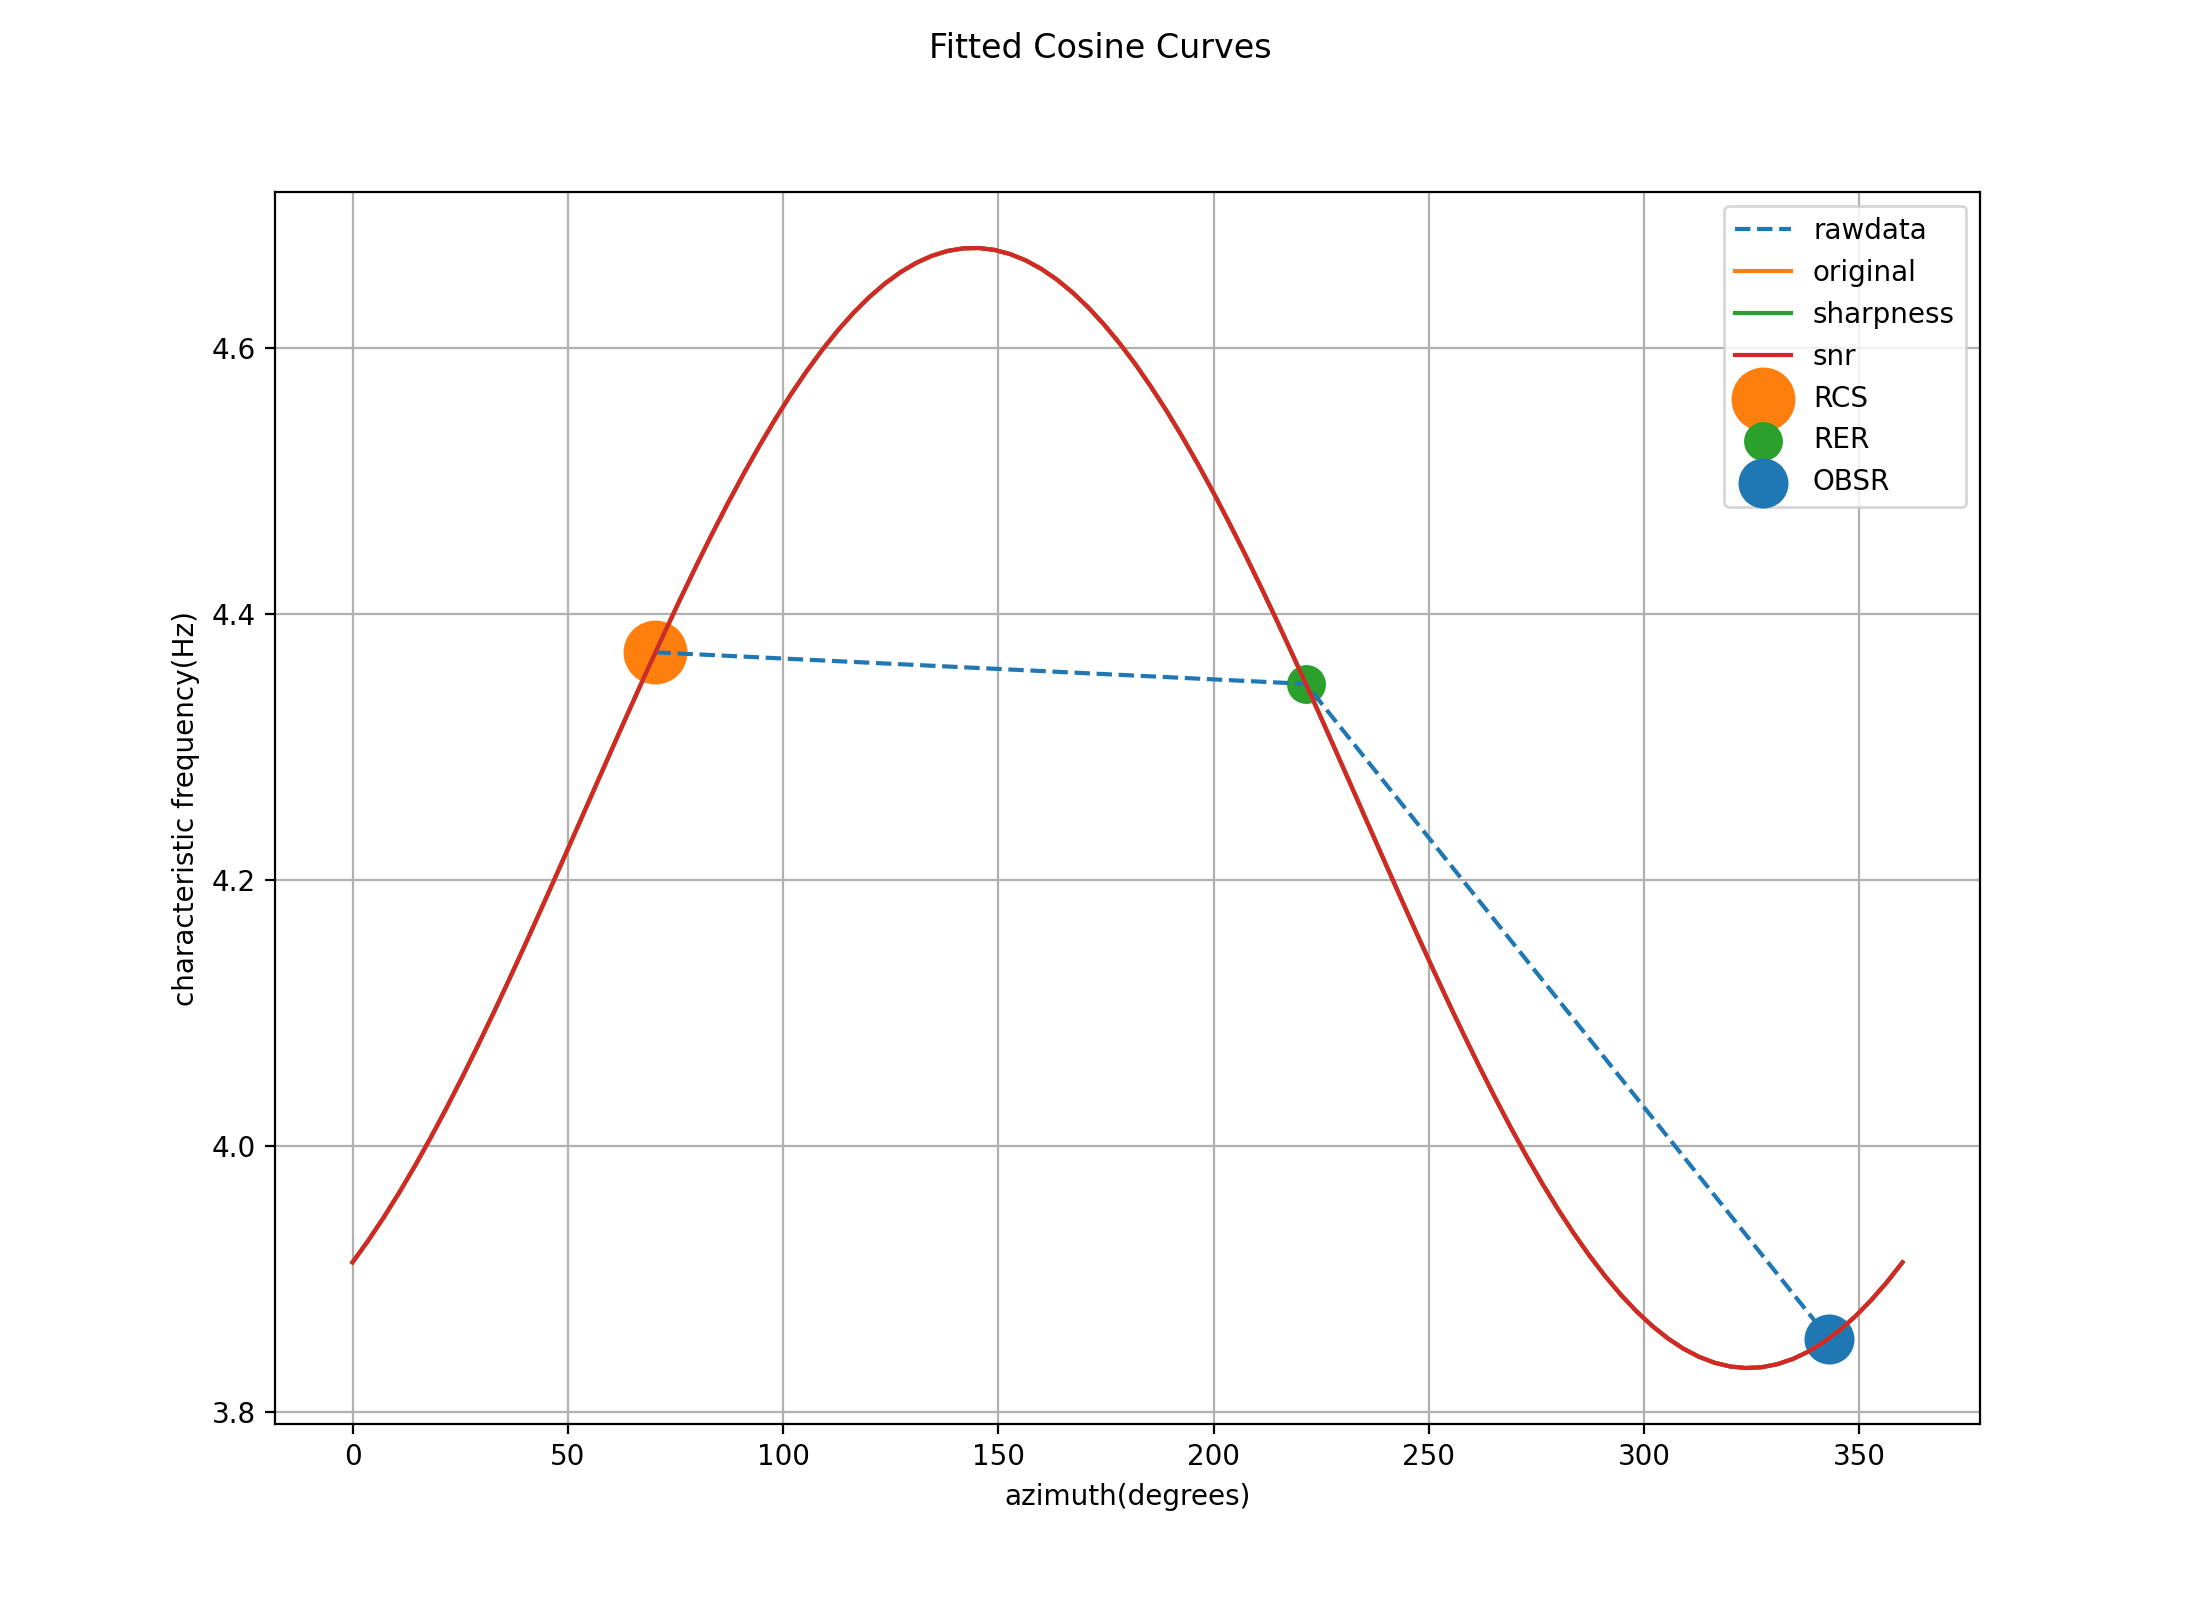 Fitted Cosine Curves
rawdata
original
sharpness
snr
RCS
RER
OBSR
characteristic frequency(Hz)
4.6
4.4
4.2
4.0
3.8
0 50 100 150 200 250 300 350
azimuth(degrees)